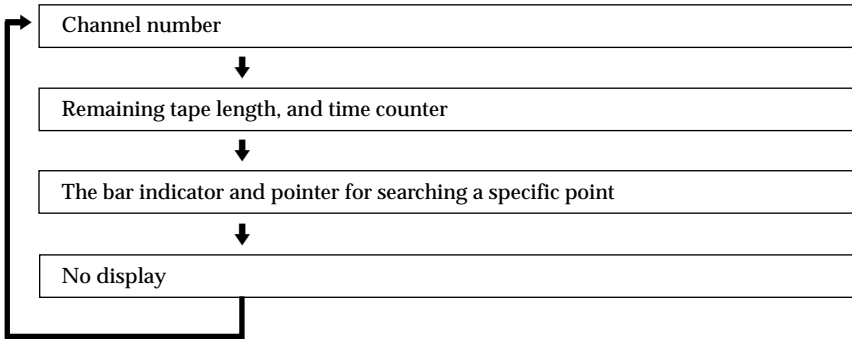 Channel number
Remaining tape length, and time counter
The bar indicator and pointer for searching a specific point
No display